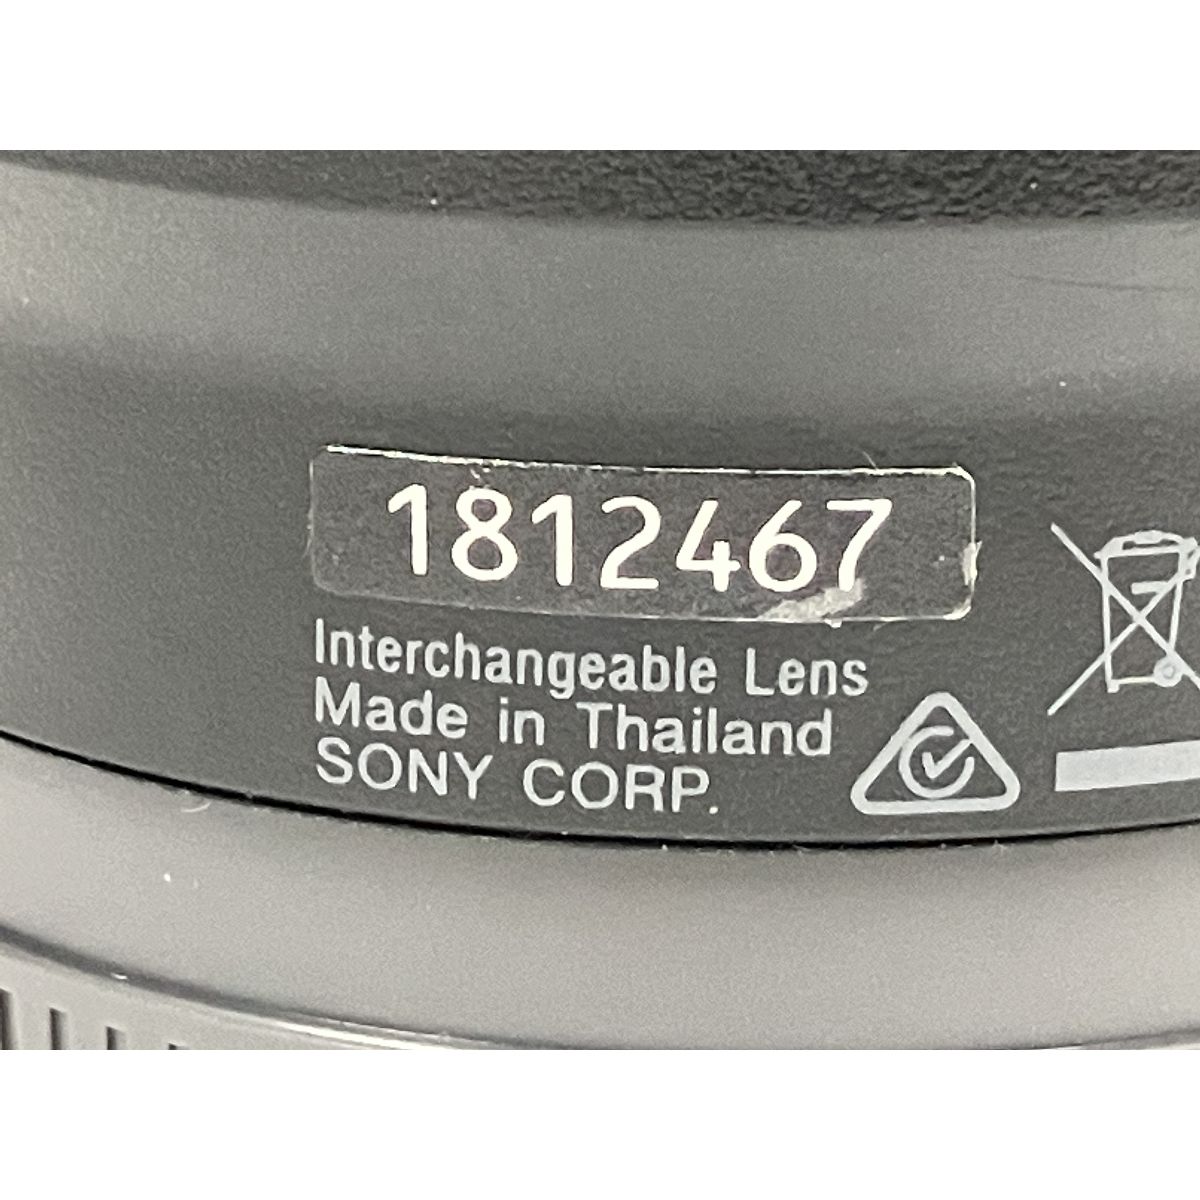 1812467
Interchangeable Lens
Made in Thailand
SONY CORP.